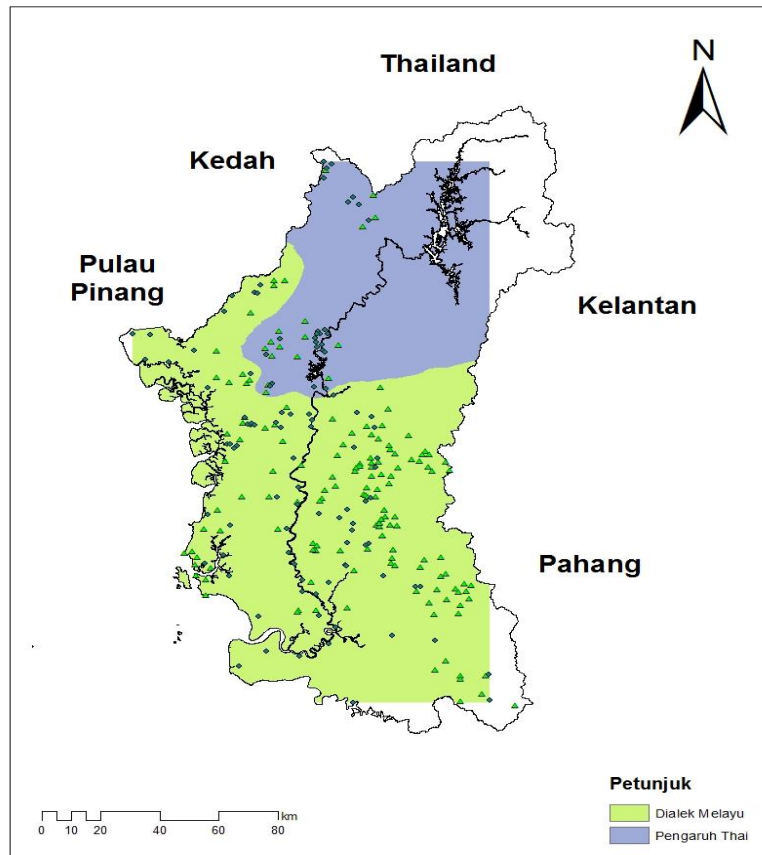 Thailand
N
Kedah
Pulau
Pinang
Kelantan
Pahang
Petunjuk
Dialek Melayu
Pengaruh Thai
km
0 10 20 40 60 80